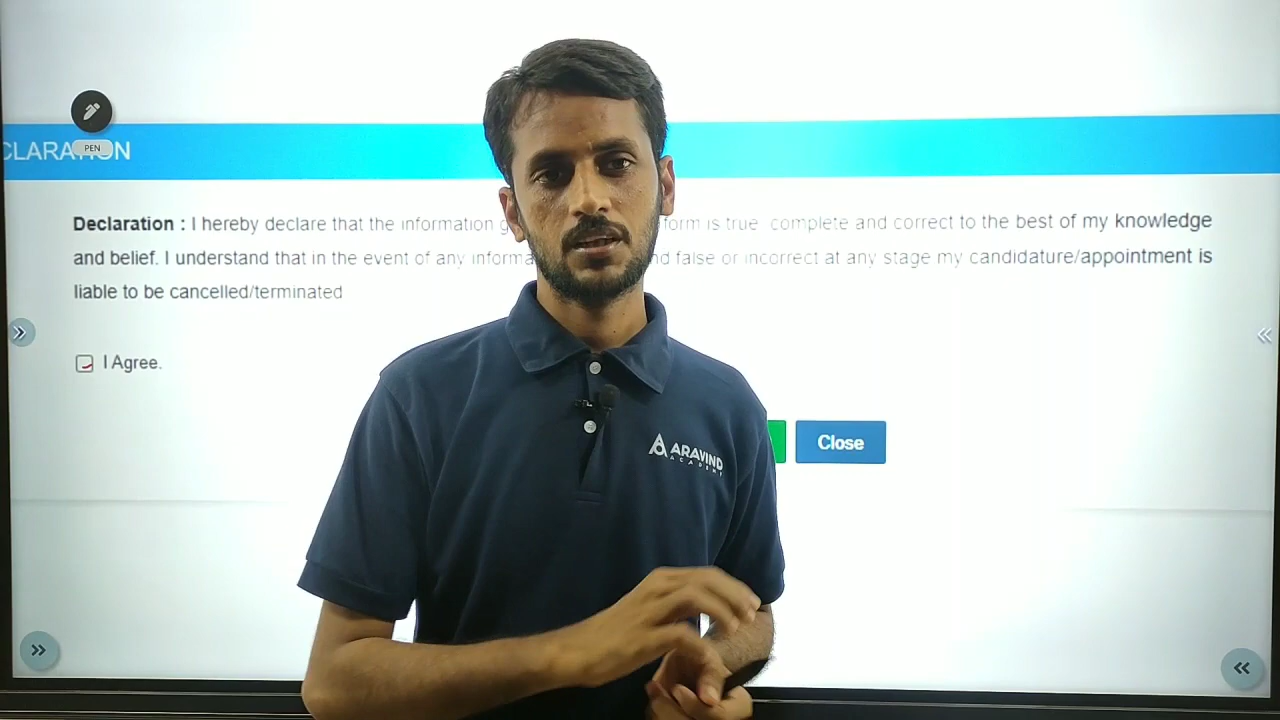 CLARATION
PEN
Declaration : I hereby declare that the information form is true complete and correct to the best of my knowledge
and belief. I understand that in the event of any false or incorrect at any stage my candidature/appointment is
liable to be cancelled/terminated
I Agree.
Close
ARAVIND
ACADEMY